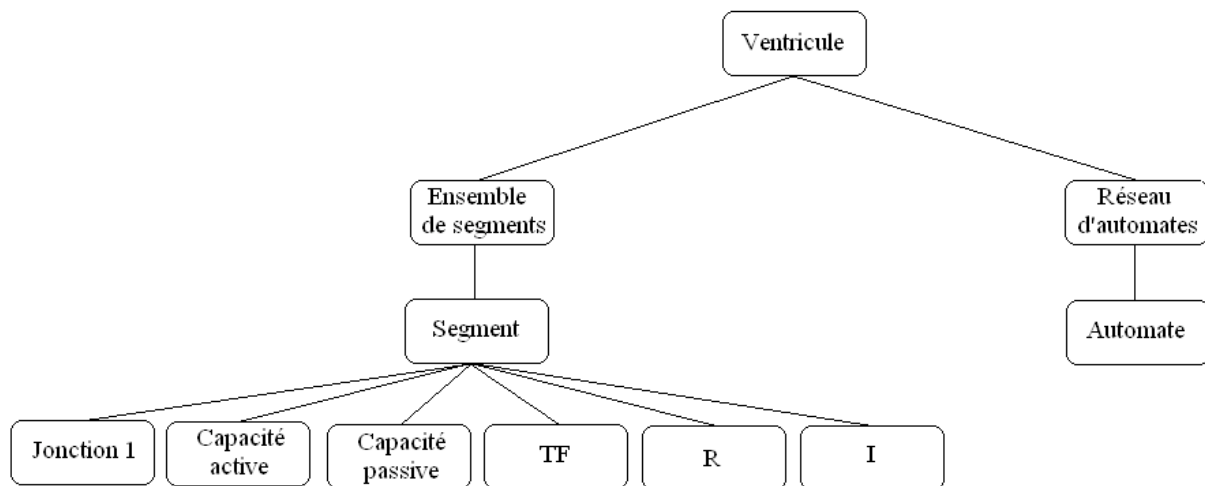 Ventricule
Ensemble
de segments
Réseau
d'automates
Segment
Automate
Jonction 1
Capacité
active
Capacité
passive
TF
R
I